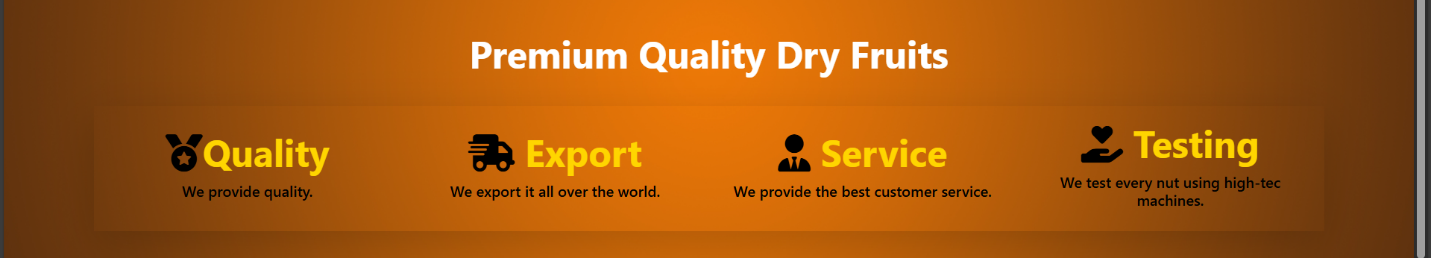 Premium Quality Dry Fruits
Quality
We provide quality.
Export
We export it all over the world.
Service
We provide the best customer service.
Testing
We test every nut using high-tec
machines.